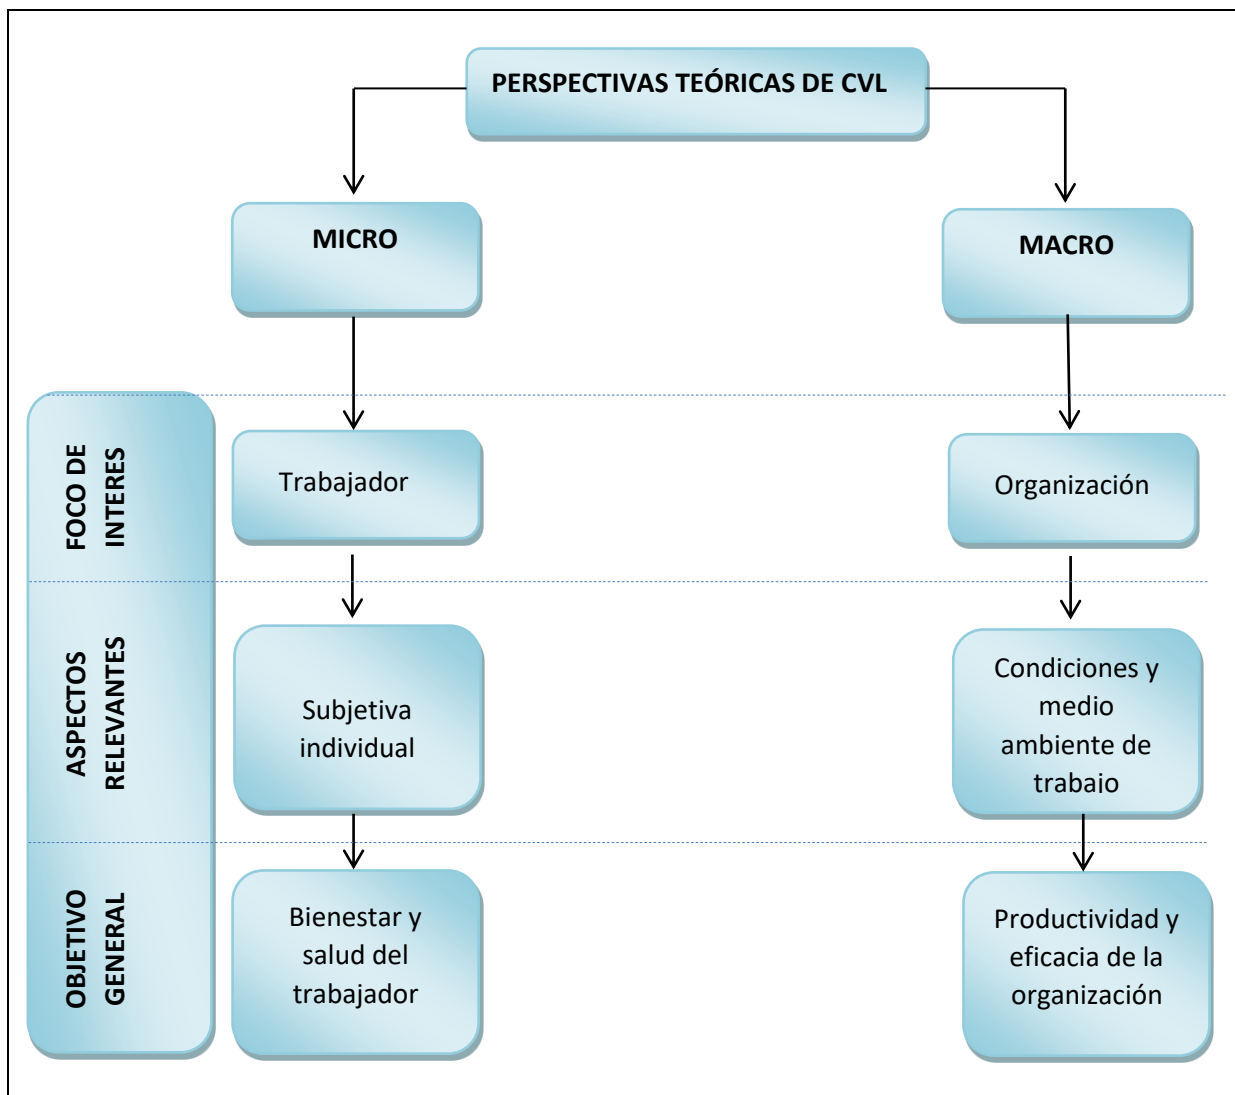 PERSPECTIVAS TEÓRICAS DE CVL
MICRO
MACRO
FOCO DE
INTERES
Trabajador
Organización
ASPECTOS
RELEVANTES
Subjetiva
individual
Condiciones y
medio
ambiente de
trabajo
OBJETIVO
GENERAL
Bienestar y
salud del
trabajador
Productividad y
eficacia de la
organización